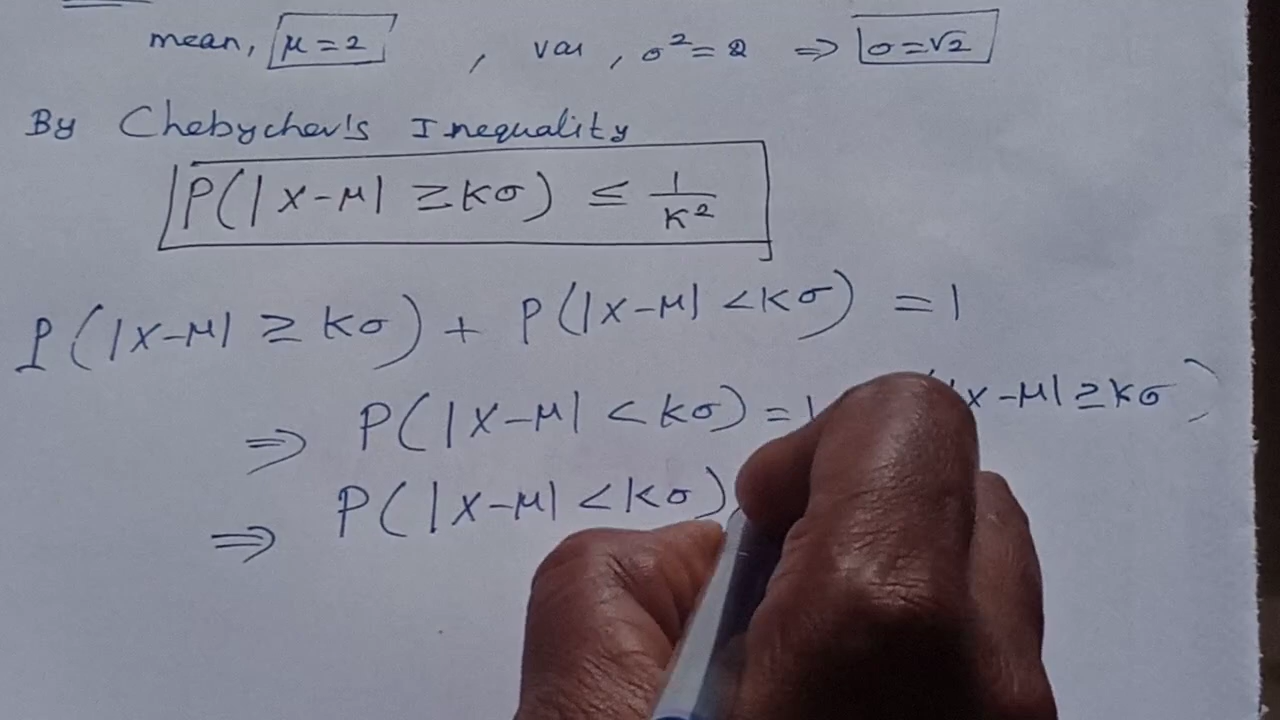 mean, μ = 2 , var , σ² = 2 ⇒ σ = √2
By Chebychev's Inequality
P(|X-μ| ≥ kσ) ≤ 1/k²
P(|X-μ| ≥ kσ) + P(|X-μ| < kσ) = 1
⇒ P(|X-μ| < kσ) = 1 |X-μ| ≥ kσ)
⇒ P(|X-μ| < kσ)